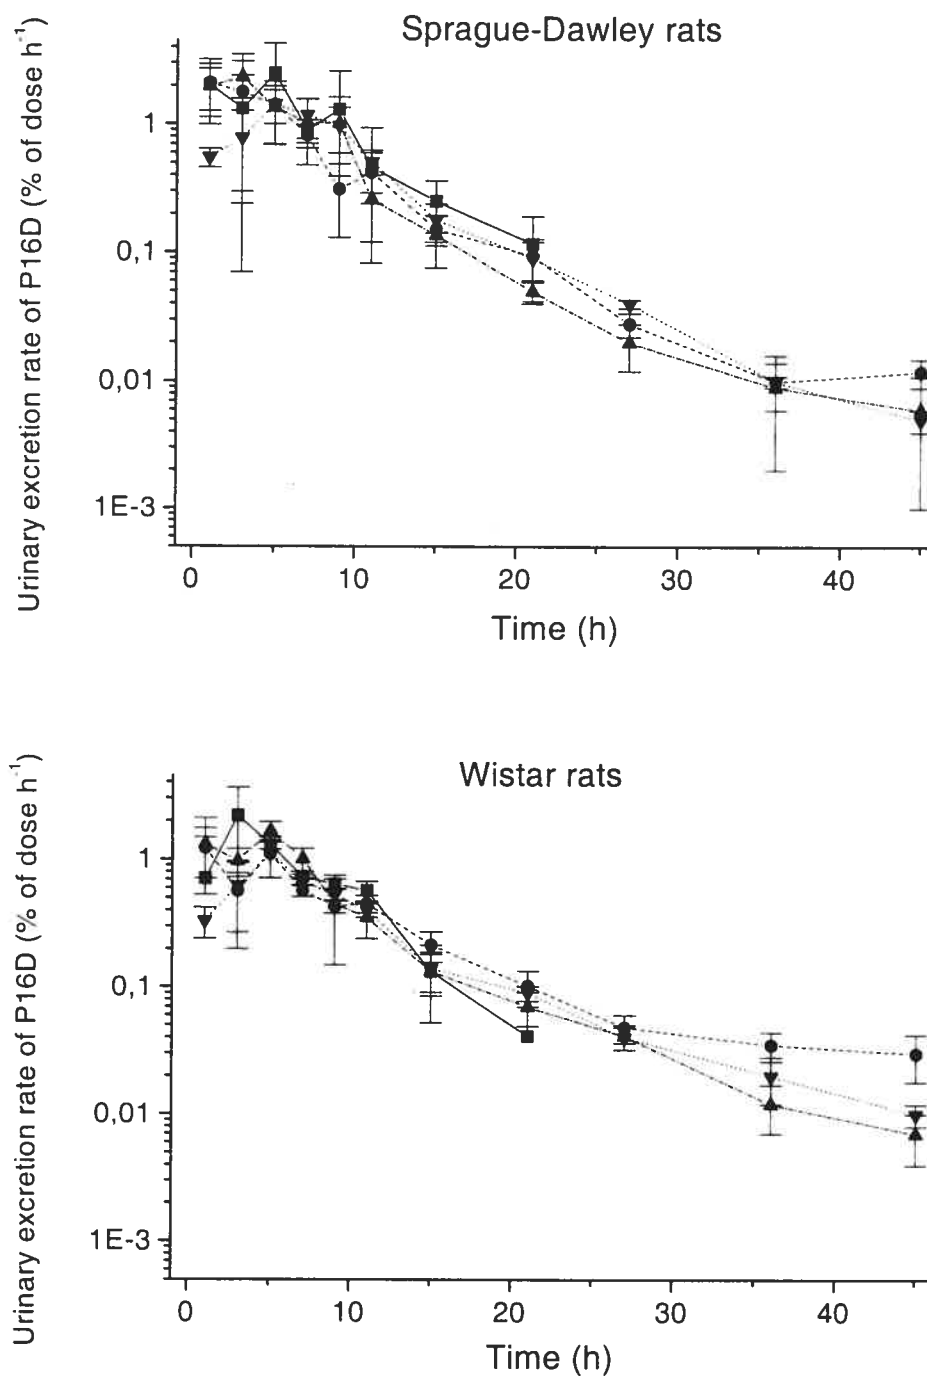 Sprague-Dawley rats
Urinary excretion rate of P16D (% of dose h⁻¹)
1
0,1
0,01
1E-3
0 10 20 30 40
Time (h)
Wistar rats
Urinary excretion rate of P16D (% of dose h⁻¹)
1
0,1
0,01
1E-3
0 10 20 30 40
Time (h)